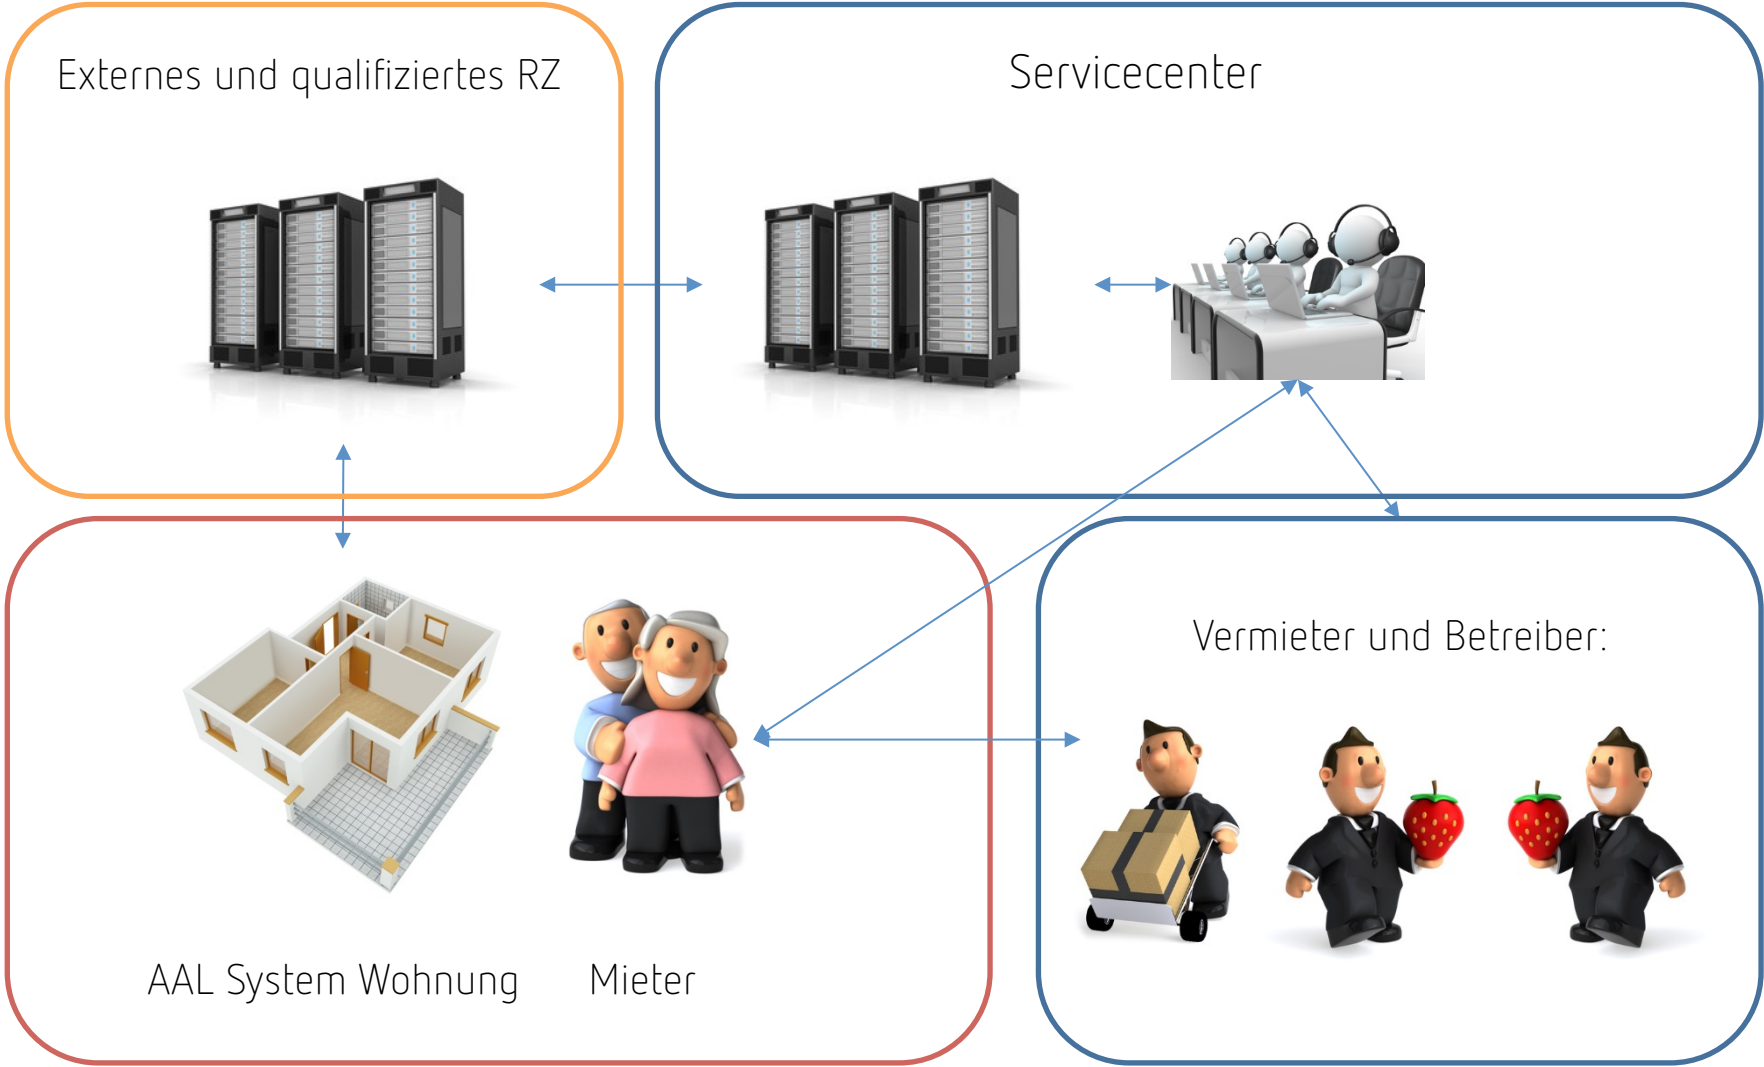 Externes und qualifiziertes RZ
Servicecenter
Vermieter und Betreiber:
AAL System Wohnung
Mieter